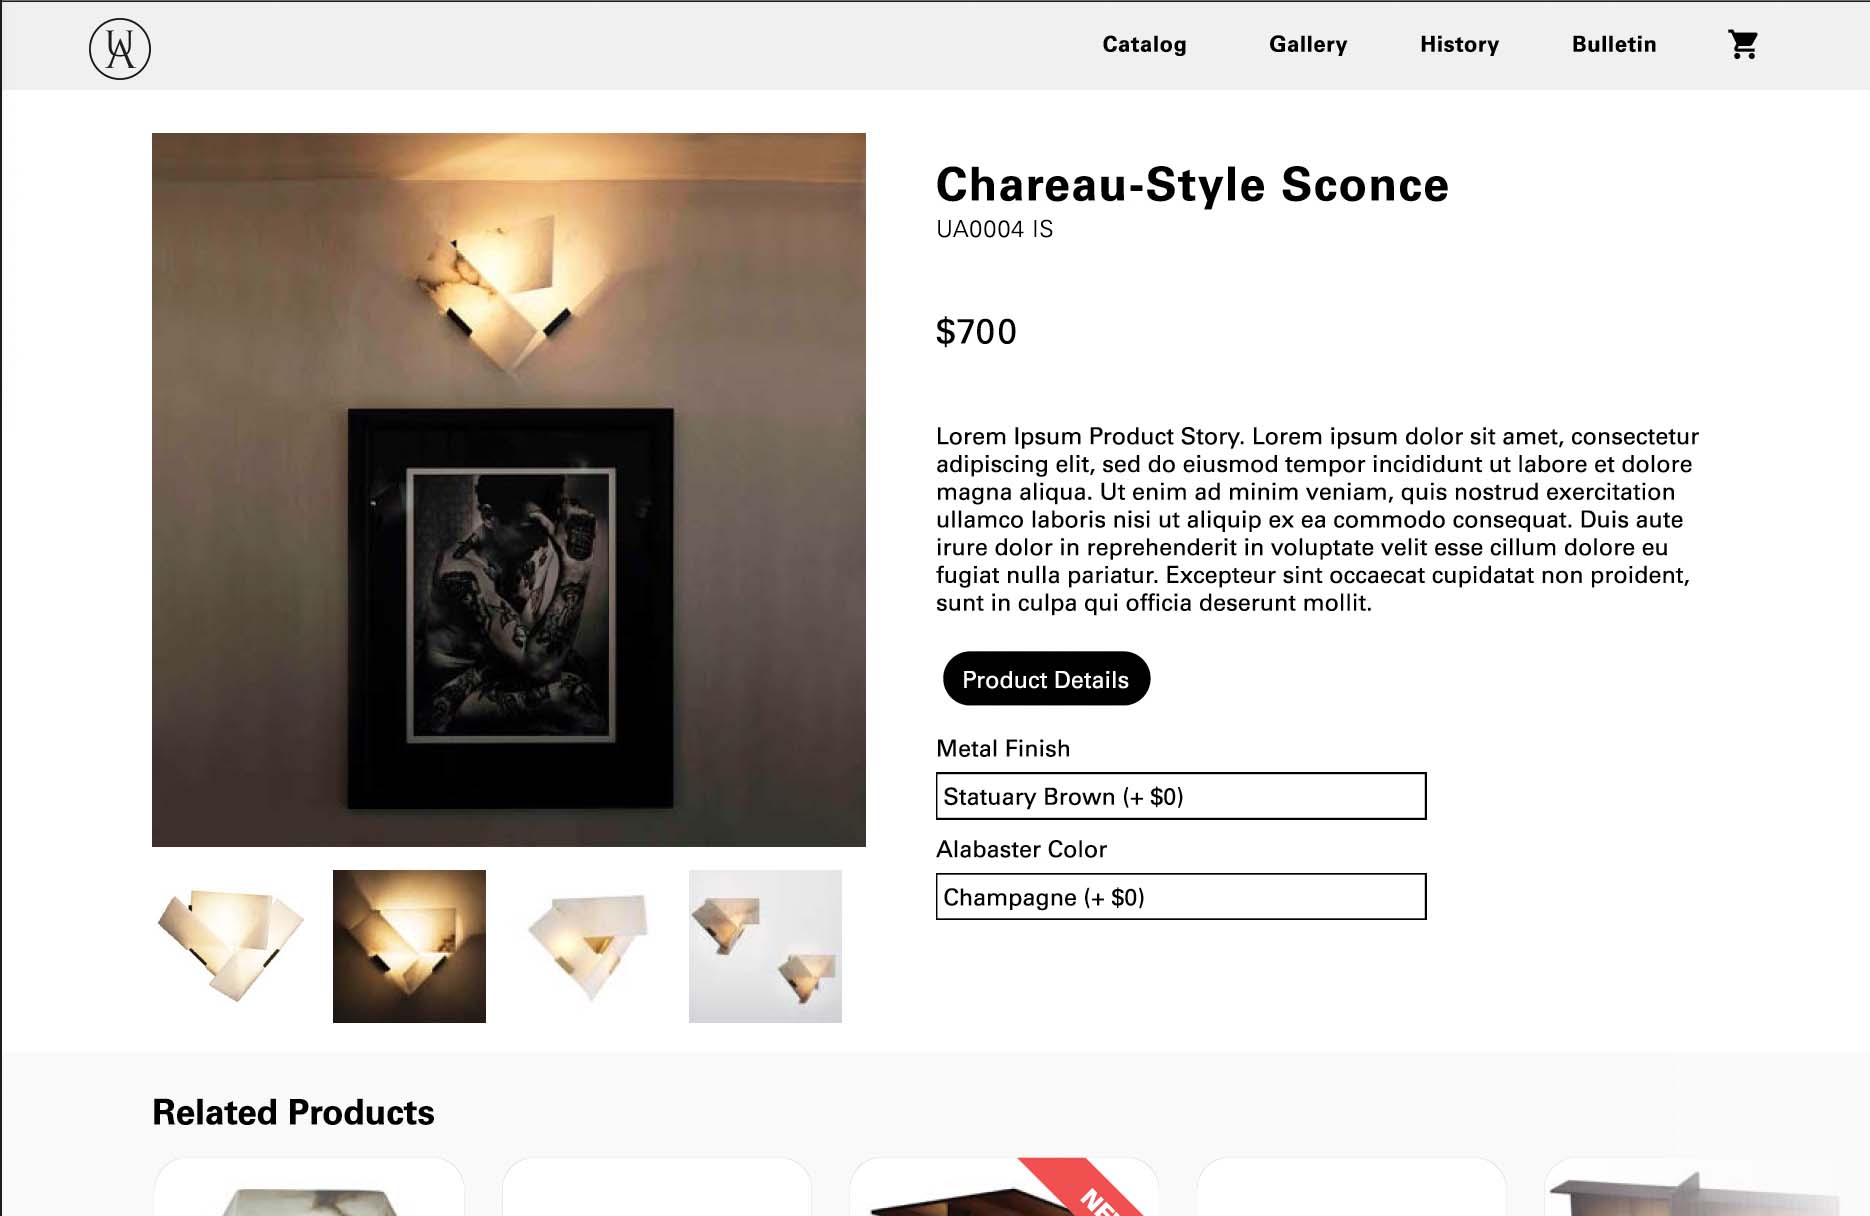 UA
Catalog
Gallery
History
Bulletin
Chareau-Style Sconce
UA0004 IS
$700
Lorem Ipsum Product Story. Lorem ipsum dolor sit amet, consectetur
adipiscing elit, sed do eiusmod tempor incididunt ut labore et dolore
magna aliqua. Ut enim ad minim veniam, quis nostrud exercitation
ullamco laboris nisi ut aliquip ex ea commodo consequat. Duis aute
irure dolor in reprehenderit in voluptate velit esse cillum dolore eu
fugiat nulla pariatur. Excepteur sint occaecat cupidatat non proident,
sunt in culpa qui officia deserunt mollit.
Product Details
Metal Finish
Statuary Brown (+ $0)
Alabaster Color
Champagne (+ $0)
Related Products